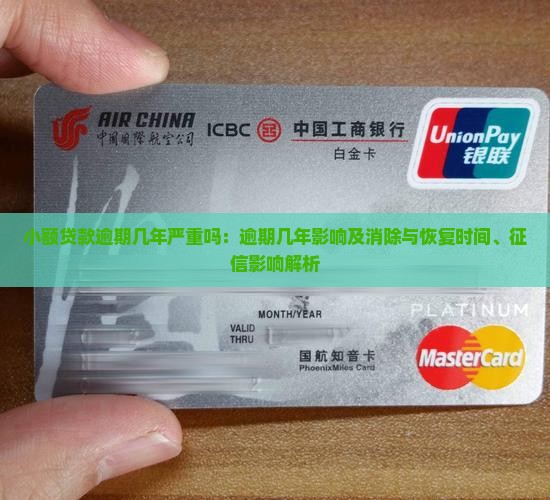 AIR CHINA
中国国际航空公司
ICBC 中国工商银行
白金卡
UnionPay
银联
小额贷款逾期几年严重吗：逾期几年影响及消除与恢复时间、征
信影响解析
PLATINUM
MONTH/YEAR
VALID
THRU
国航知音卡
PhoenixMiles Card
MasterCard